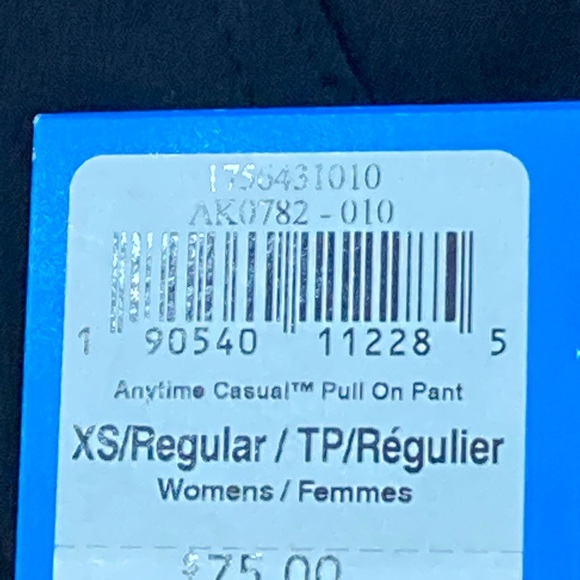 1756431010
AK0782 - 010
1 90540 11228 5
Anytime Casual™ Pull On Pant
XS/Regular / TP/Régulier
Womens / Femmes
$75.00